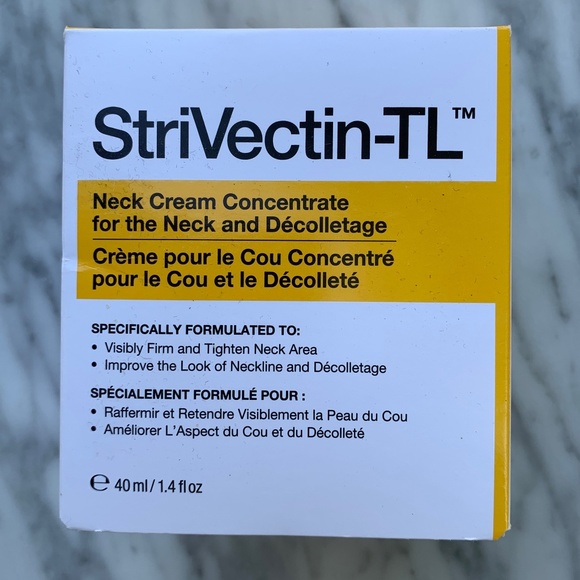 StriVectin-TL™
Neck Cream Concentrate
for the Neck and Décolletage
Crème pour le Cou Concentré
pour le Cou et le Décolleté
SPECIFICALLY FORMULATED TO:
• Visibly Firm and Tighten Neck Area
• Improve the Look of Neckline and Décolletage
SPÉCIALEMENT FORMULÉ POUR :
• Raffermir et Retendre Visiblement la Peau du Cou
• Améliorer L'Aspect du Cou et du Décolleté
℮ 40 ml / 1.4 fl oz